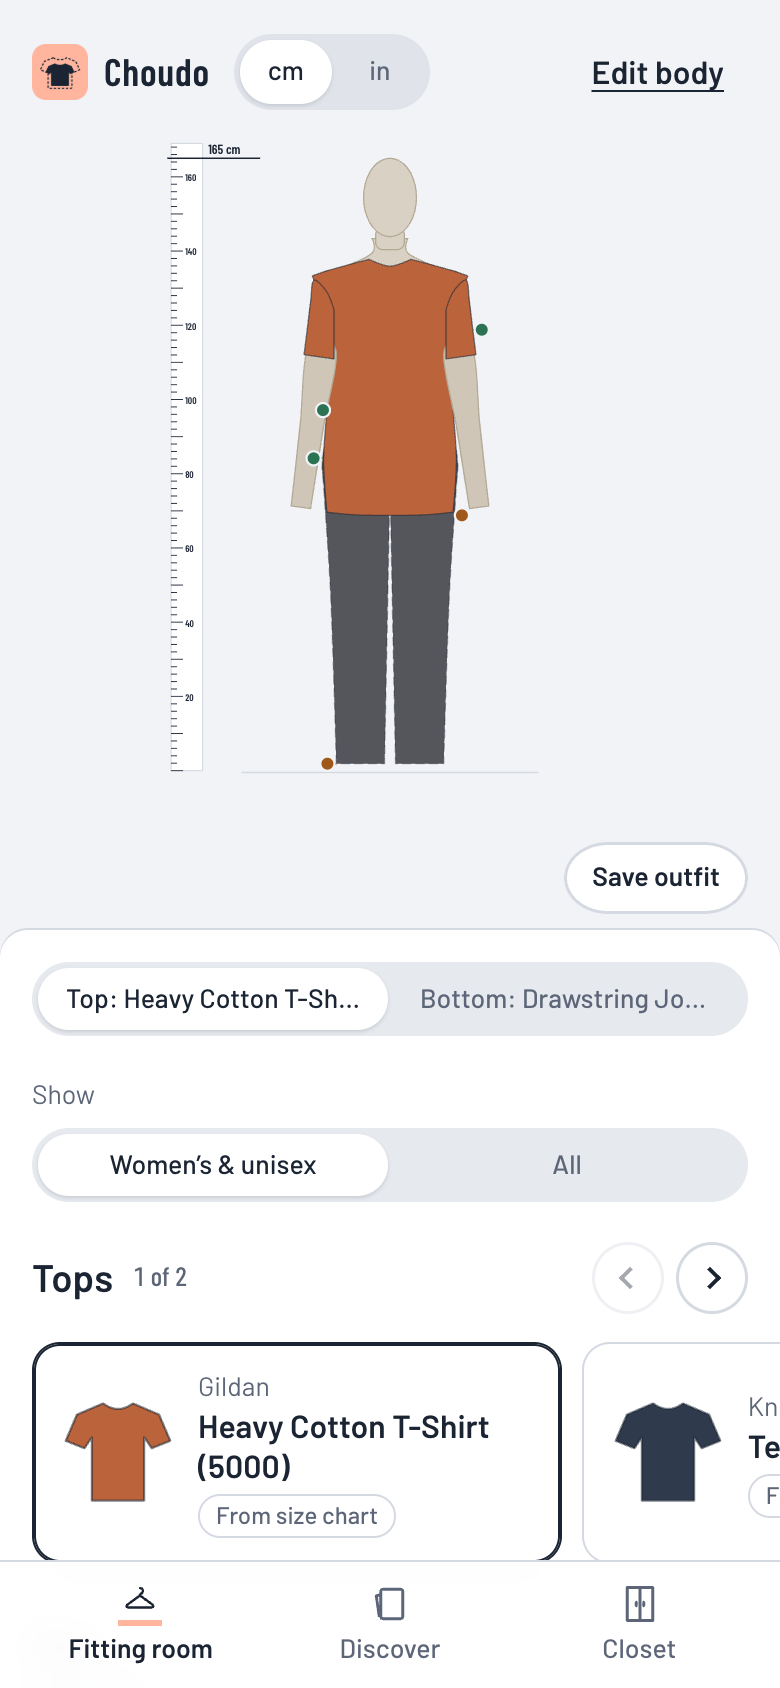 Choudo
cm
in
Edit body
165 cm
160
140
120
100
80
60
40
20
Save outfit
Top: Heavy Cotton T-Sh...
Bottom: Drawstring Jo...
Show
Women's & unisex
All
Tops
1 of 2
Gildan
Heavy Cotton T-Shirt
(5000)
From size chart
Kn
Te
F
Fitting room
Discover
Closet